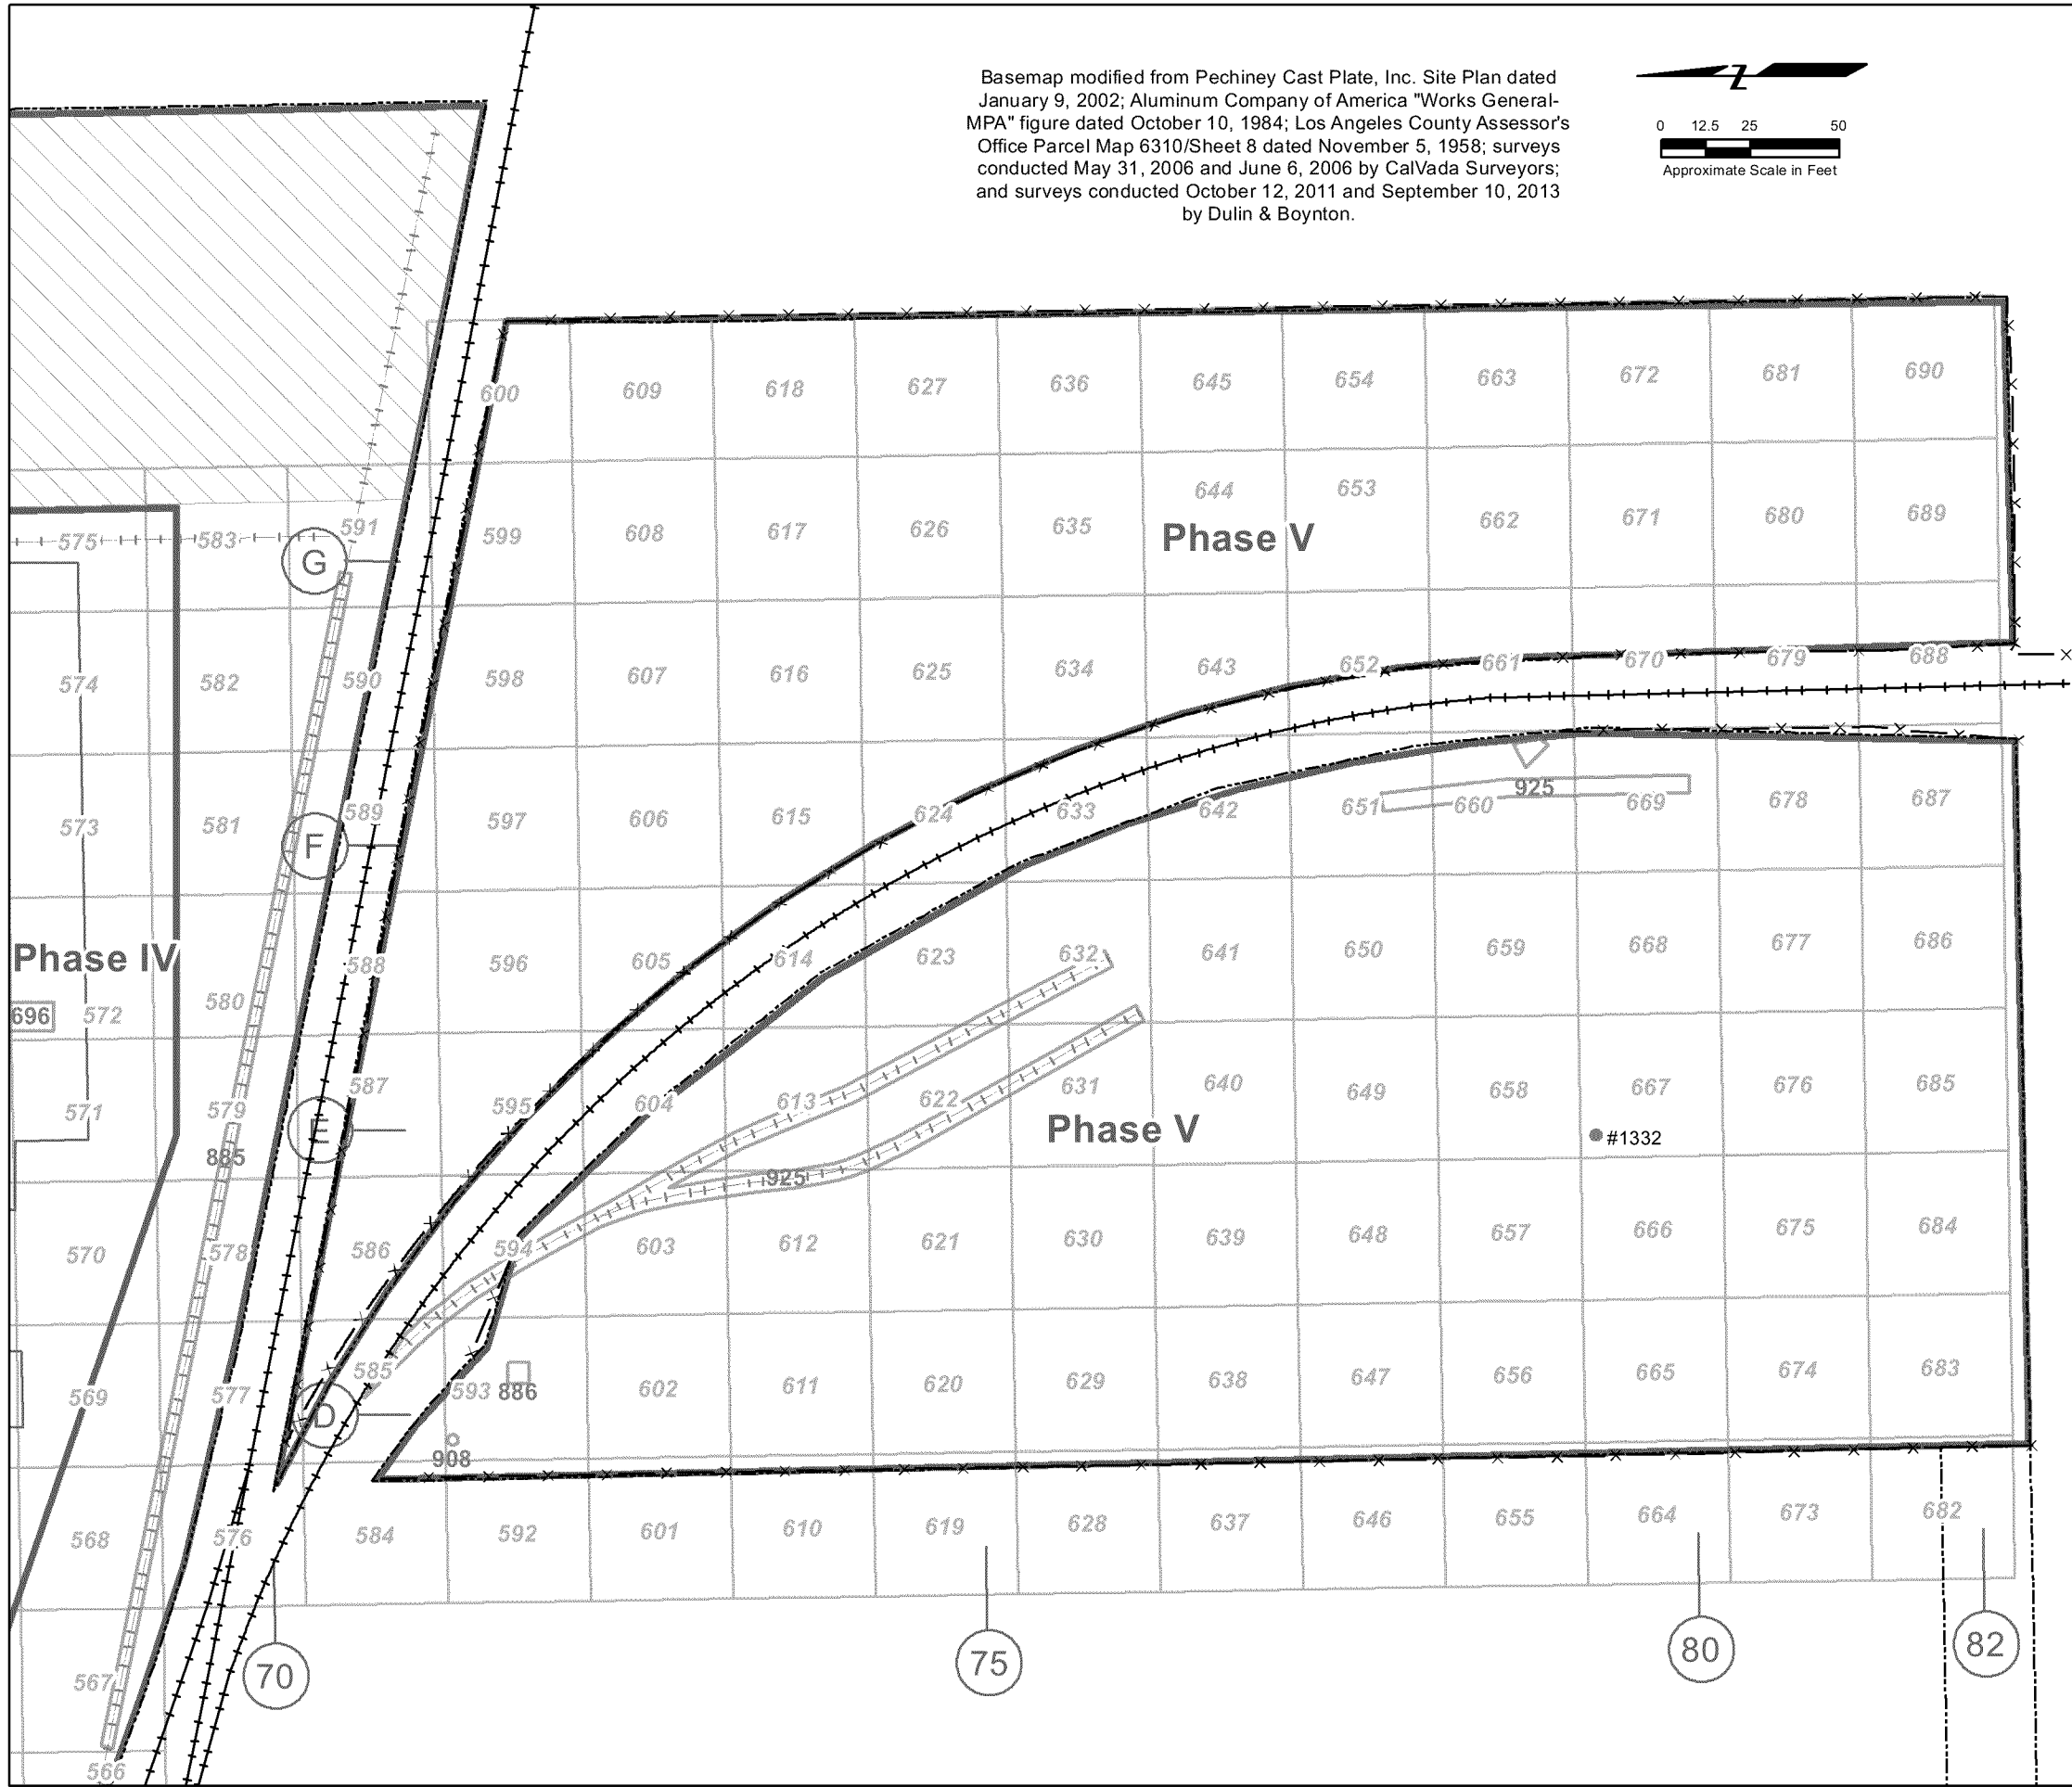 Basemap modified from Pechiney Cast Plate, Inc. Site Plan dated
January 9, 2002; Aluminum Company of America "Works General-
MPA" figure dated October 10, 1984; Los Angeles County Assessor's
Office Parcel Map 6310/Sheet 8 dated November 5, 1958; surveys
conducted May 31, 2006 and June 6, 2006 by CalVada Surveyors;
and surveys conducted October 12, 2011 and September 10, 2013
by Dulin & Boynton.
Z
0 12.5 25 50
Approximate Scale in Feet
600 609 618 627 636 645 654 663 672 681 690
644 653
575 583 591 599 608 617 626 635 662 671 680 689
Phase V
G
574 582 590 598 607 616 625 634 643 652 661 670 679 688
573 581 589 597 606 615 624 633 642 651 660 925 669 678 687
F
Phase IV
588 596 605 614 623 632 641 650 659 668 677 686
696 572 580
571 579 587 595 604 613 622 631 640 649 658 667 676 685
E
Phase V
#1332
885
925
570 578 586 594 603 612 621 630 639 648 657 666 675 684
569 577 585 593 886 602 611 620 629 638 647 656 665 674 683
D
908
568 576 584 592 601 610 619 628 637 646 655 664 673 682
567
70 75 80 82
566